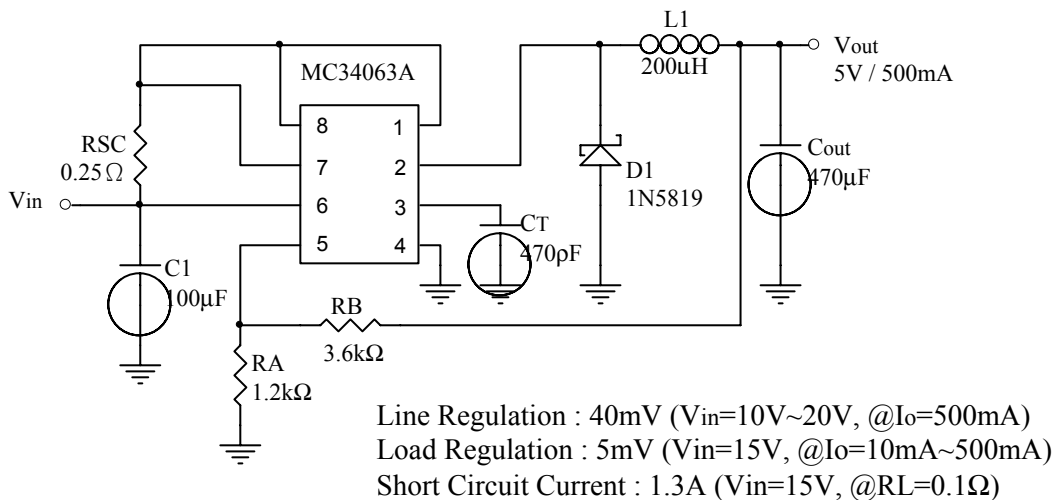 L1
200uH
Vout
5V / 500mA
MC34063A
8 1
7 2
6 3
5 4
RSC
0.25Ω
Vin
D1
1N5819
Cout
470μF
CT
470ρF
C1
100μF
RB
3.6kΩ
RA
1.2kΩ
Line Regulation : 40mV (Vin=10V~20V, @Io=500mA)
Load Regulation : 5mV (Vin=15V, @Io=10mA~500mA)
Short Circuit Current : 1.3A (Vin=15V, @RL=0.1Ω)